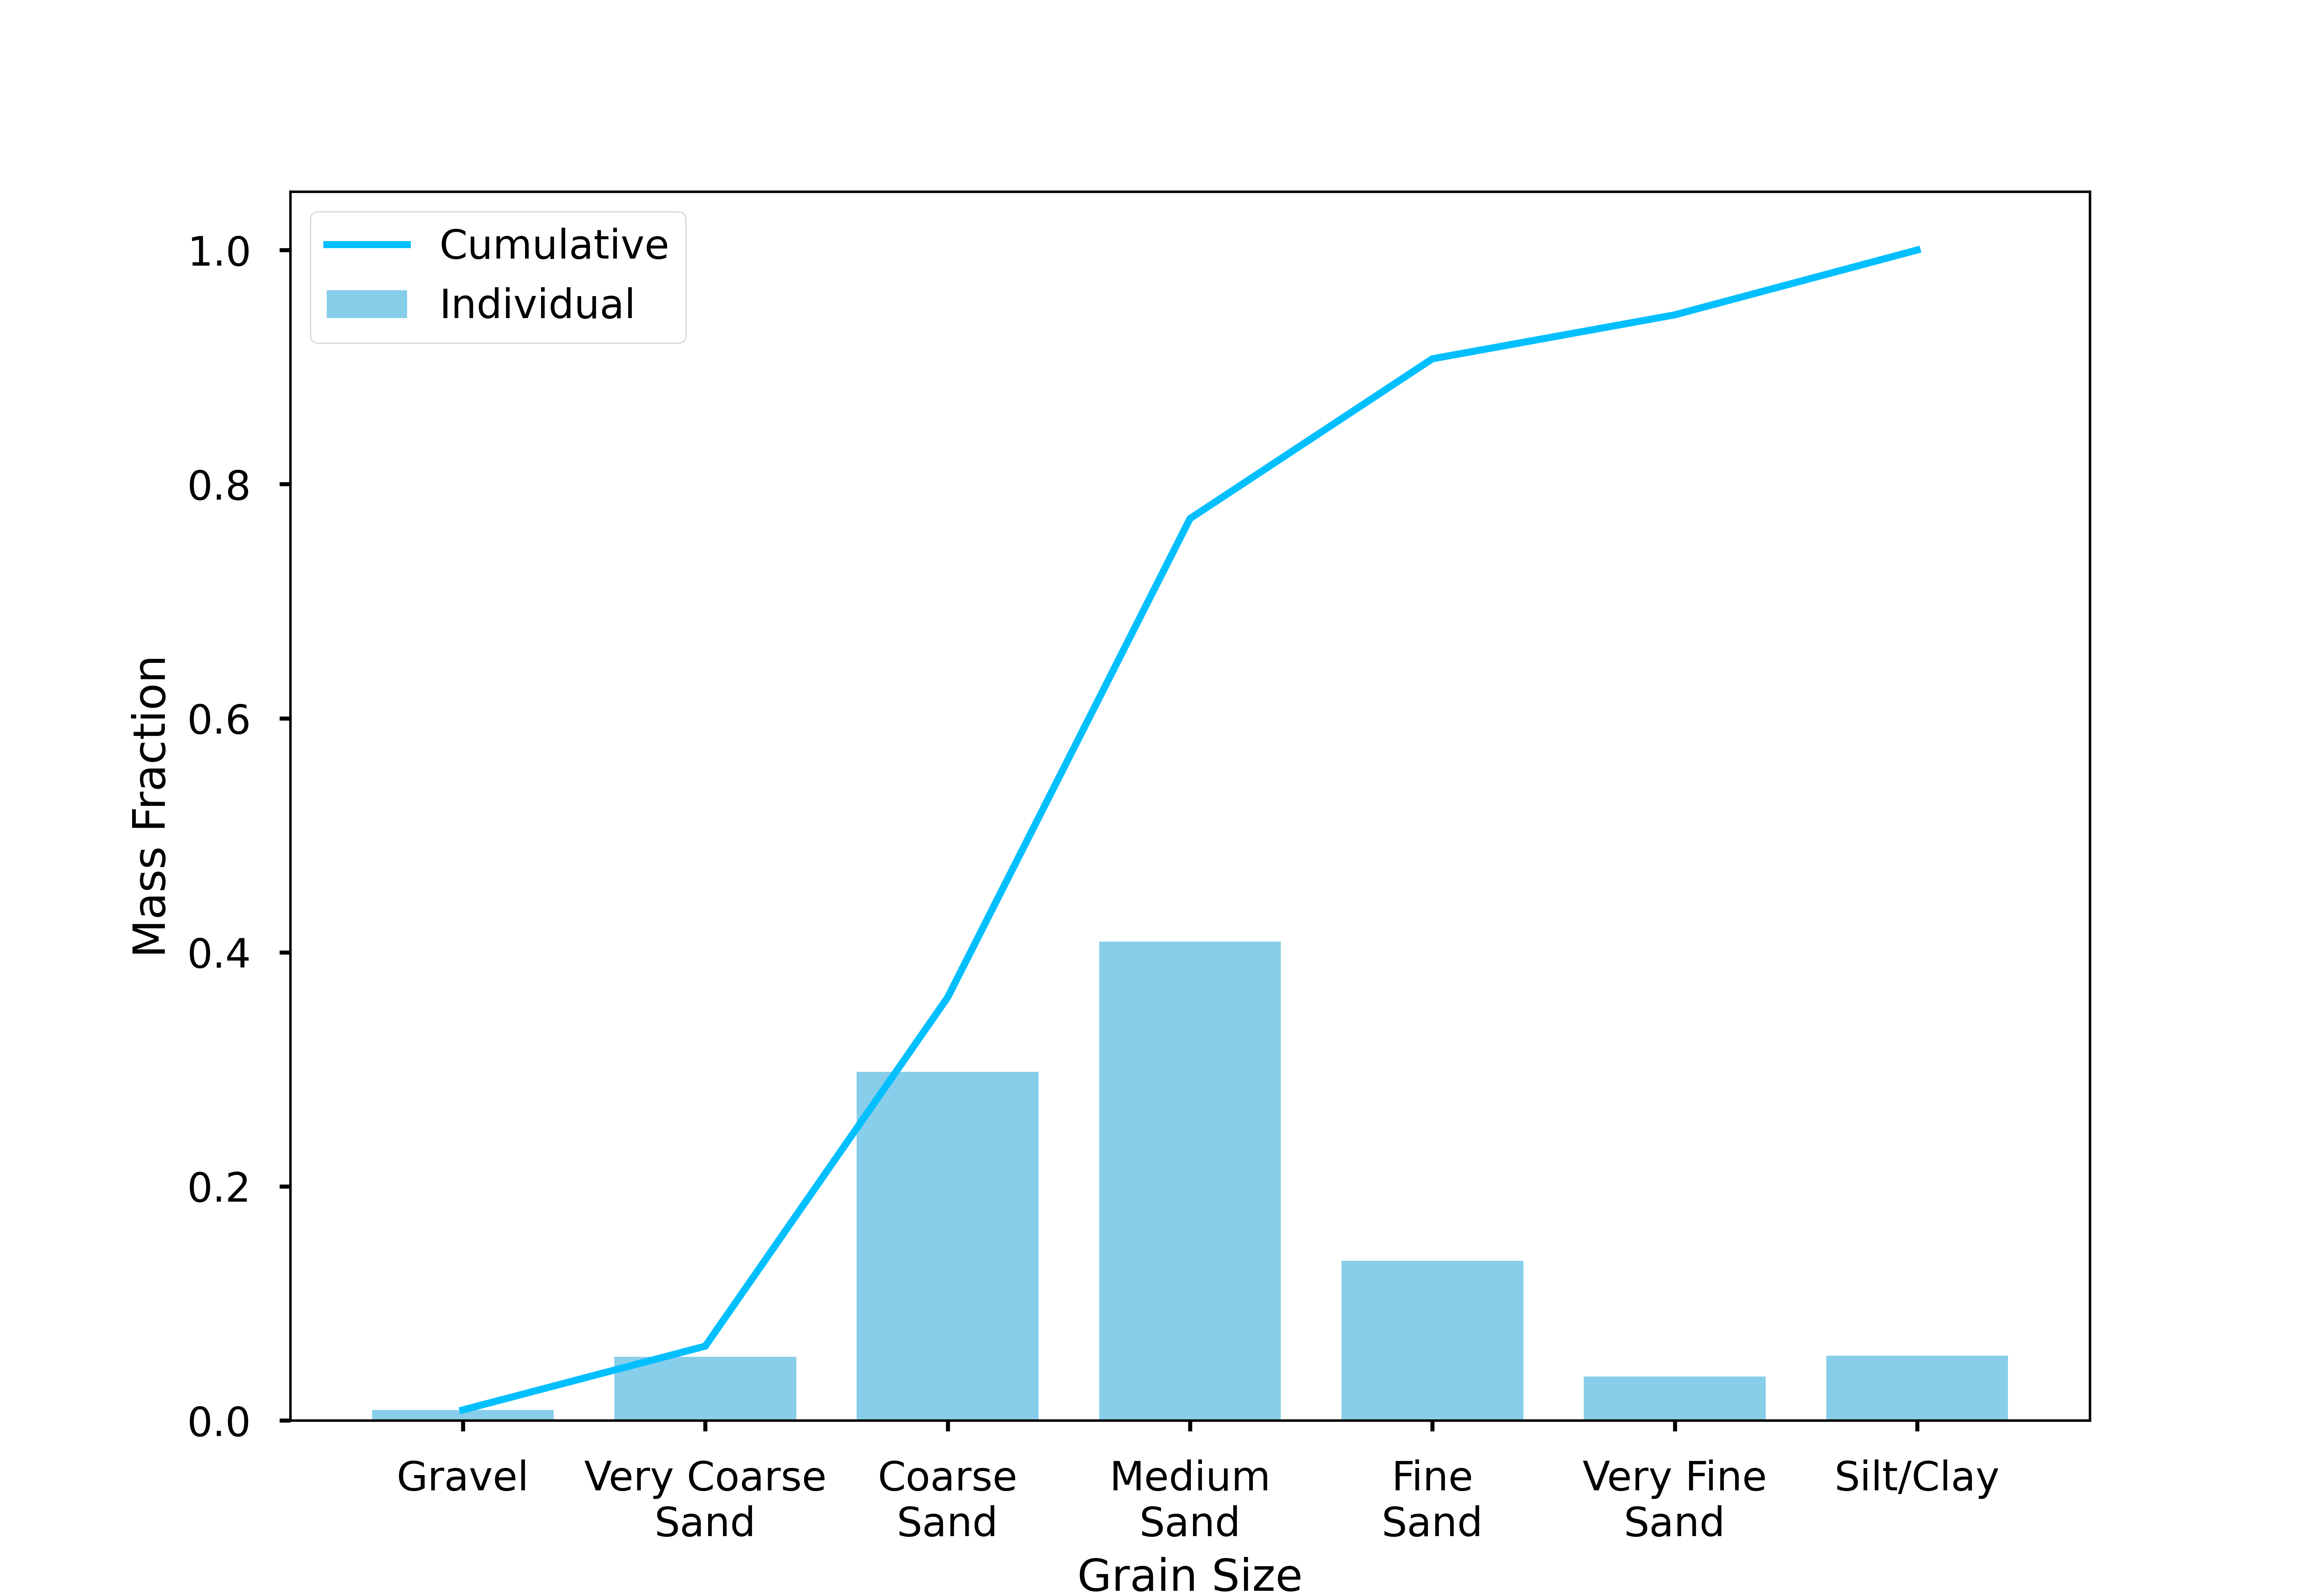 Cumulative
Individual
1.0
0.8
0.6
0.4
0.2
0.0
Mass Fraction
Gravel
Very Coarse
Sand
Coarse
Sand
Medium
Sand
Fine
Sand
Very Fine
Sand
Silt/Clay
Grain Size